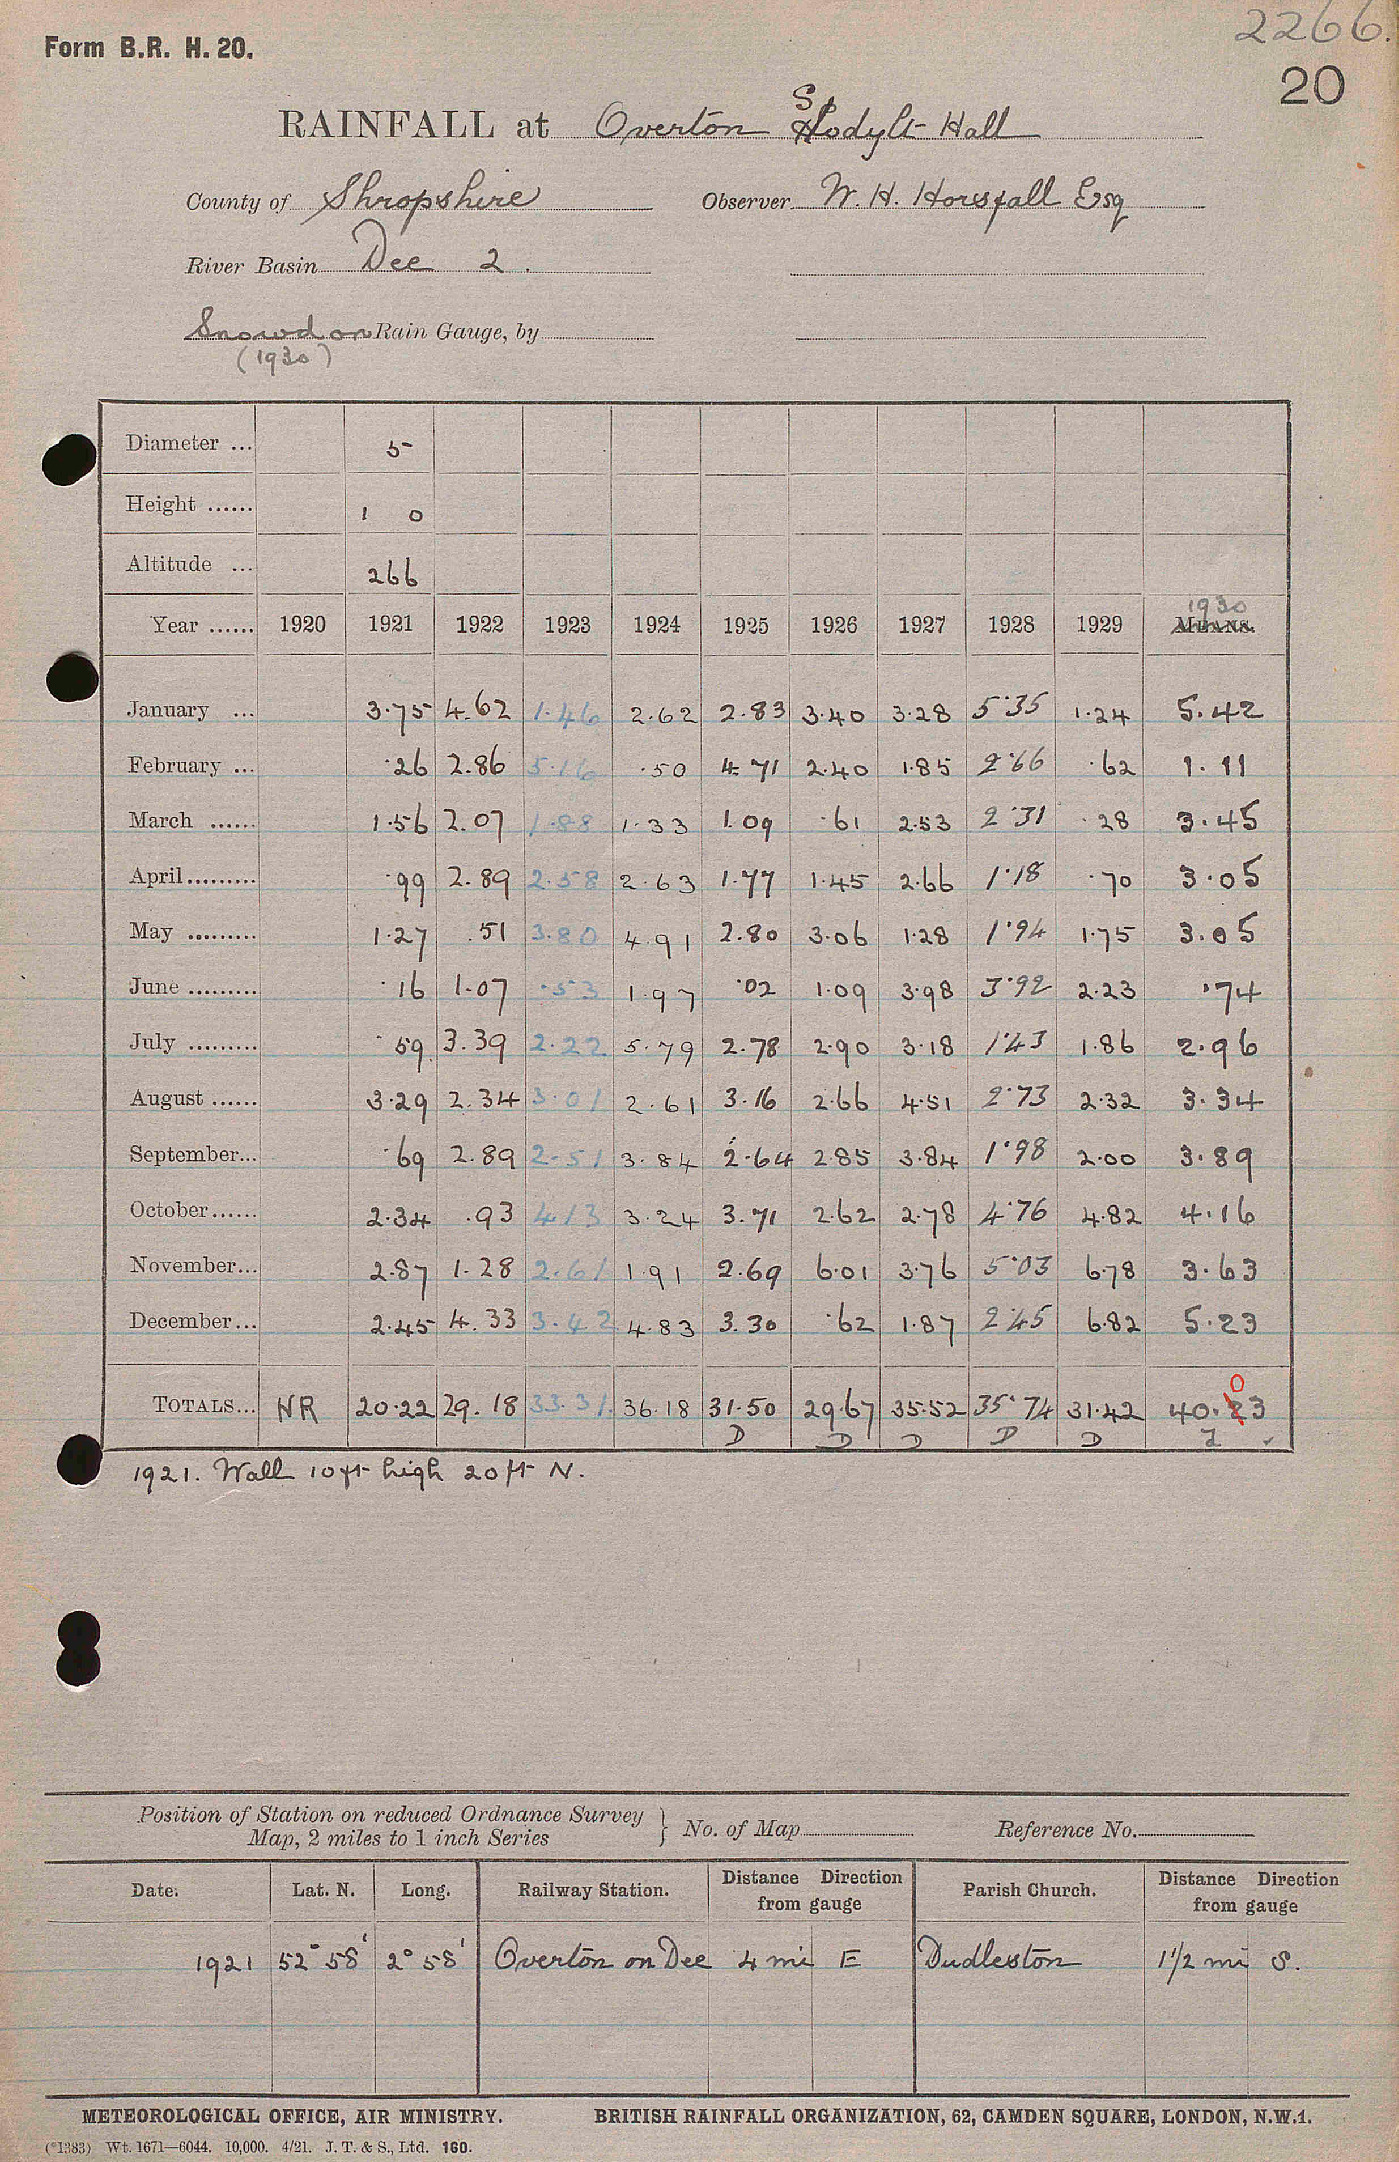 2266.
Form B.R. H. 20.
20
RAINFALL at Overton Shodylt Hall
County of Shropshire Observer W. H. Horsfall Esq
River Basin Dee 2.
Snowdon Rain Gauge, by
(1930)
Diameter ... 5
Height ...... 1 0
Altitude ... 266
Year ...... 1920 1921 1922 1923 1924 1925 1926 1927 1928 1929 1930 MEANS.
January ... 3.75 4.62 1.46 2.62 2.83 3.40 3.28 5.35 1.24 5.42
February ... .26 2.86 5.16 .50 4.71 2.40 1.85 2.66 .62 1.11
March ...... 1.56 2.07 1.88 1.33 1.09 .61 2.53 2.31 .28 3.45
April......... .99 2.89 2.58 2.63 1.77 1.45 2.66 1.18 .70 3.05
May ......... 1.27 .51 3.80 4.91 2.80 3.06 1.28 1.94 1.75 3.05
June ......... .16 1.07 .53 1.97 .02 1.09 3.98 3.92 2.23 .74
July ......... .59 3.39 2.22 5.79 2.78 2.90 3.18 1.43 1.86 2.96
August ...... 3.29 2.34 3.01 2.61 3.16 2.66 4.51 2.73 2.32 3.34
September... .69 2.89 2.51 3.84 2.64 2.85 3.84 1.98 2.00 3.89
October...... 2.34 .93 4.13 3.24 3.71 2.62 2.78 4.76 4.82 4.16
November... 2.87 1.28 2.61 1.91 2.69 6.01 3.76 5.03 6.78 3.63
December... 2.45 4.33 3.42 4.83 3.30 .62 1.87 2.45 6.82 5.23
TOTALS... NR 20.22 29.18 33.31 36.18 31.50 29.67 35.52 35.74 31.42 40.03
D D D D D
1921. Wall 10 ft high 20 ft N.
Position of Station on reduced Ordnance Survey
Map, 2 miles to 1 inch Series } No. of Map Reference No.
Date. Lat. N. Long. Railway Station. Distance Direction from gauge Parish Church. Distance Direction from gauge
1921 52° 58' 2° 58' Overton on Dee 4 mi E Dudleston 1 1/2 mi S.
METEOROLOGICAL OFFICE, AIR MINISTRY. BRITISH RAINFALL ORGANIZATION, 62, CAMDEN SQUARE, LONDON, N.W.1.
(*1383) Wt. 1671—6044. 10,000. 4/21. J. T. & S., Ltd. 160.